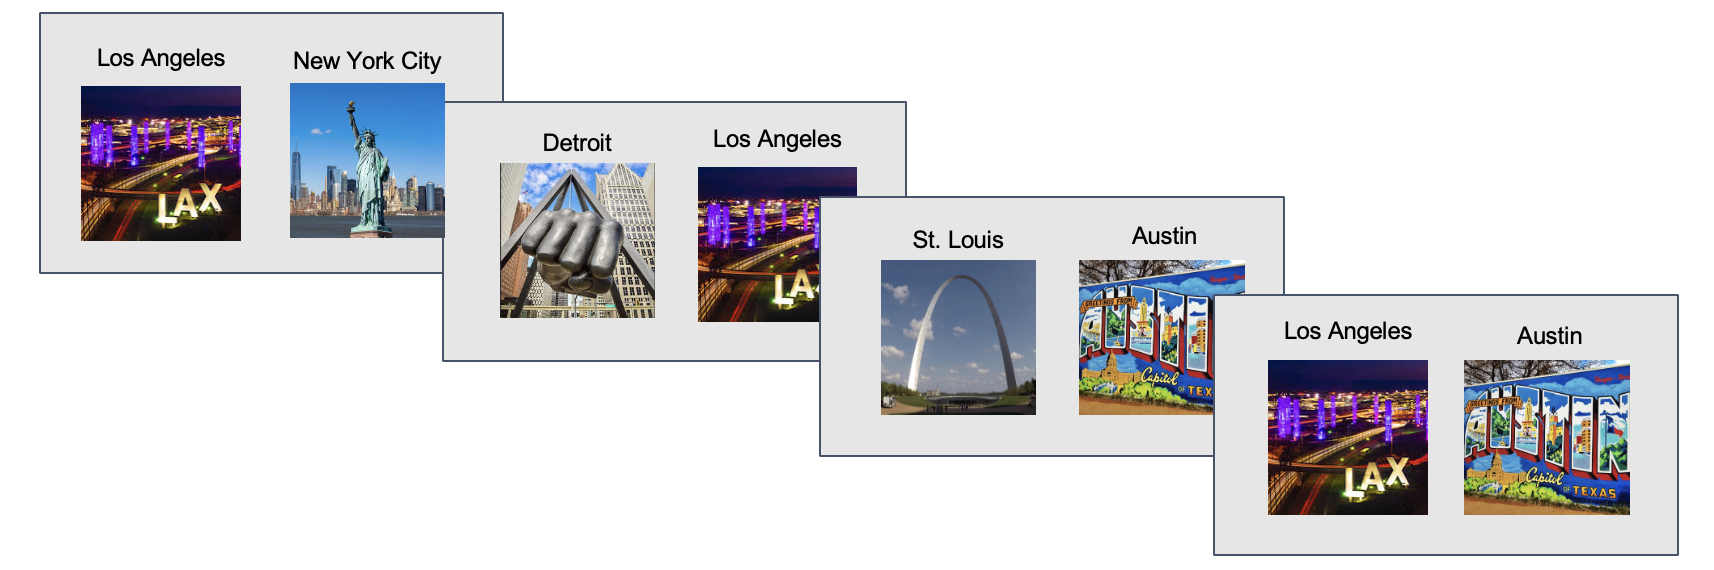 Los Angeles
New York City
LAX
Detroit
Los Angeles
LA
St. Louis
Austin
GREETINGS FROM
AUSTIN
Capitol
OF TEX
Los Angeles
Austin
LAX
GREETINGS FROM
AUSTIN
Capitol
OF TEXAS